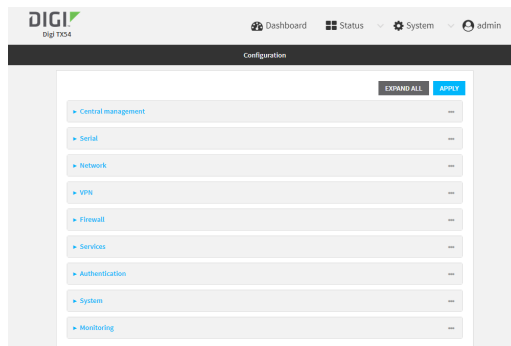 DIGI
Digi TX54
Dashboard Status System admin
Configuration
EXPAND ALL APPLY
Central management
Serial
Network
VPN
Firewall
Services
Authentication
System
Monitoring